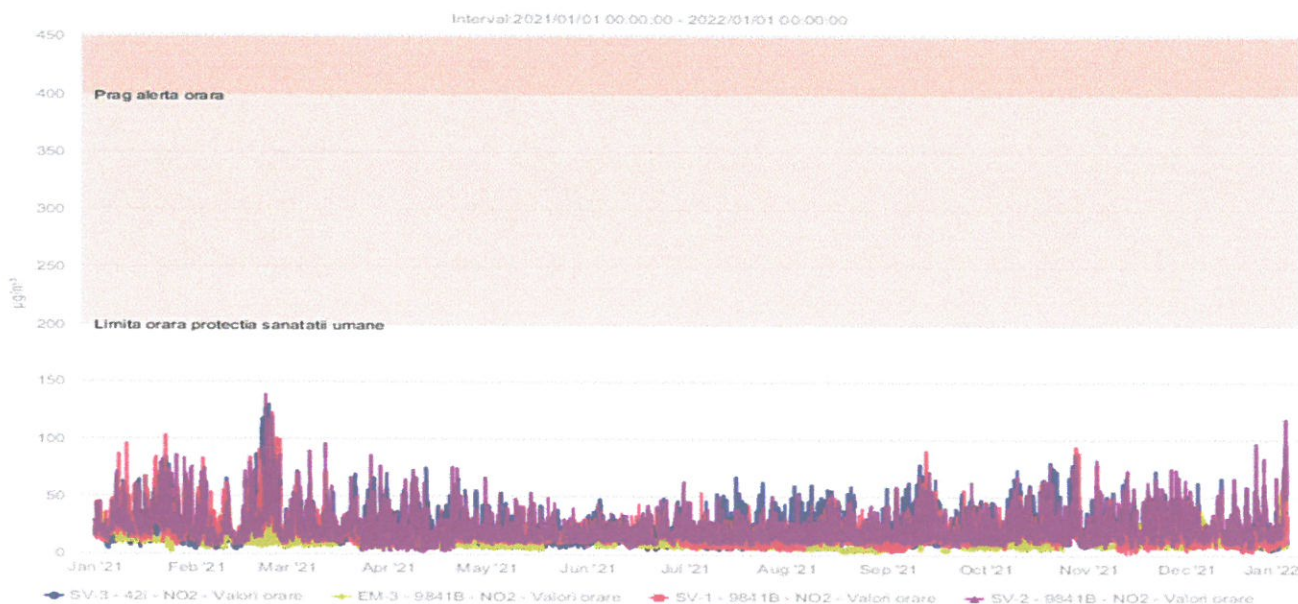 Interval:2021/01/01 00:00:00 - 2022/01/01 00:00:00
450
Prag alerta orara
400
350
300
250
µg/m³
Limita orara protectia sanatatii umane
200
150
100
50
0
Jan '21 Feb '21 Mar '21 Apr '21 May '21 Jun '21 Jul '21 Aug '21 Sep '21 Oct '21 Nov '21 Dec '21 Jan '22
SV-3 - 42i - NO2 - Valori orare EM-3 - 9841B - NO2 - Valori orare SV-1 - 9841B - NO2 - Valori orare SV-2 - 9841B - NO2 - Valori orare